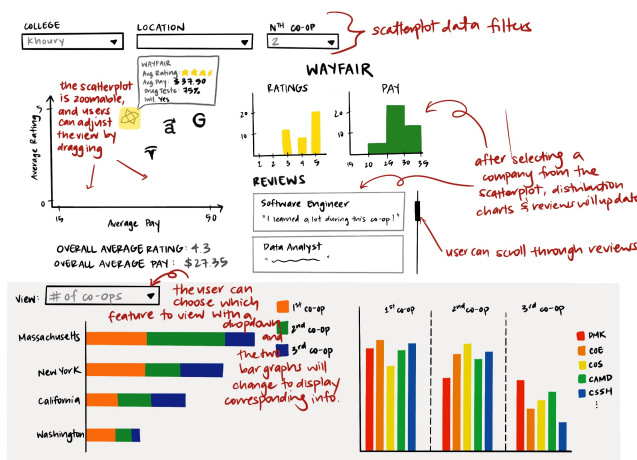 COLLEGE
LOCATION
Nth CO-OP
Khoury
2
scatterplot data filters
WAYFAIR
Avg Rating:
Avg Pay: $37.50
Drug Tests: 75%
Intl: Yes
the scatterplot
is zoomable,
and users
can adjust
the view by
dragging
Average Rating
5
0
15
50
Average Pay
a
G
OVERALL AVERAGE RATING: 4.3
OVERALL AVERAGE PAY: $27.35
WAYFAIR
RATINGS
20
10
1 2 3 4 5
PAY
20
10
15 20 25 30 35
after selecting a
company from the
scatterplot, distribution
charts & reviews will update
REVIEWS
Software Engineer
"I learned a lot during this co-op!"
Data Analyst
user can scroll through reviews
VIEW:
# of co-ops
the user can
choose which
feature to view with a
dropdown
and
the two
bar graphs will
change to display
corresponding info.
1st co-op
2nd co-op
3rd co-op
Massachusetts
New York
California
Washington
1st co-op
2nd co-op
3rd co-op
DMK
COE
COS
CAMD
CSSH
⋮